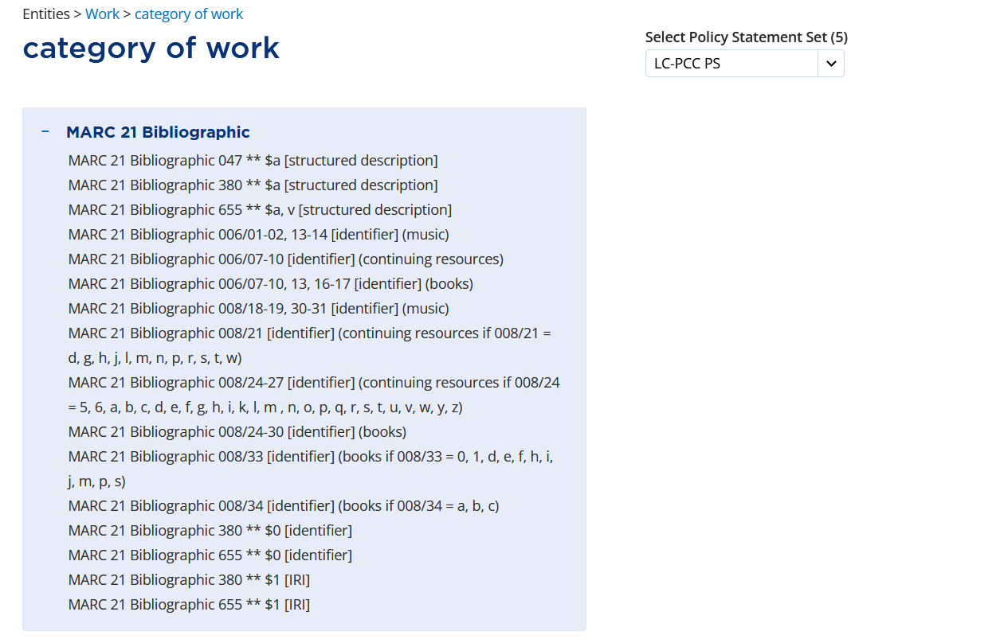 Entities > Work > category of work
category of work
Select Policy Statement Set (5)
LC-PCC PS
– MARC 21 Bibliographic
MARC 21 Bibliographic 047 ** $a [structured description]
MARC 21 Bibliographic 380 ** $a [structured description]
MARC 21 Bibliographic 655 ** $a, v [structured description]
MARC 21 Bibliographic 006/01-02, 13-14 [identifier] (music)
MARC 21 Bibliographic 006/07-10 [identifier] (continuing resources)
MARC 21 Bibliographic 006/07-10, 13, 16-17 [identifier] (books)
MARC 21 Bibliographic 008/18-19, 30-31 [identifier] (music)
MARC 21 Bibliographic 008/21 [identifier] (continuing resources if 008/21 =
d, g, h, j, l, m, n, p, r, s, t, w)
MARC 21 Bibliographic 008/24-27 [identifier] (continuing resources if 008/24
= 5, 6, a, b, c, d, e, f, g, h, i, k, l, m , n, o, p, q, r, s, t, u, v, w, y, z)
MARC 21 Bibliographic 008/24-30 [identifier] (books)
MARC 21 Bibliographic 008/33 [identifier] (books if 008/33 = 0, 1, d, e, f, h, i,
j, m, p, s)
MARC 21 Bibliographic 008/34 [identifier] (books if 008/34 = a, b, c)
MARC 21 Bibliographic 380 ** $0 [identifier]
MARC 21 Bibliographic 655 ** $0 [identifier]
MARC 21 Bibliographic 380 ** $1 [IRI]
MARC 21 Bibliographic 655 ** $1 [IRI]